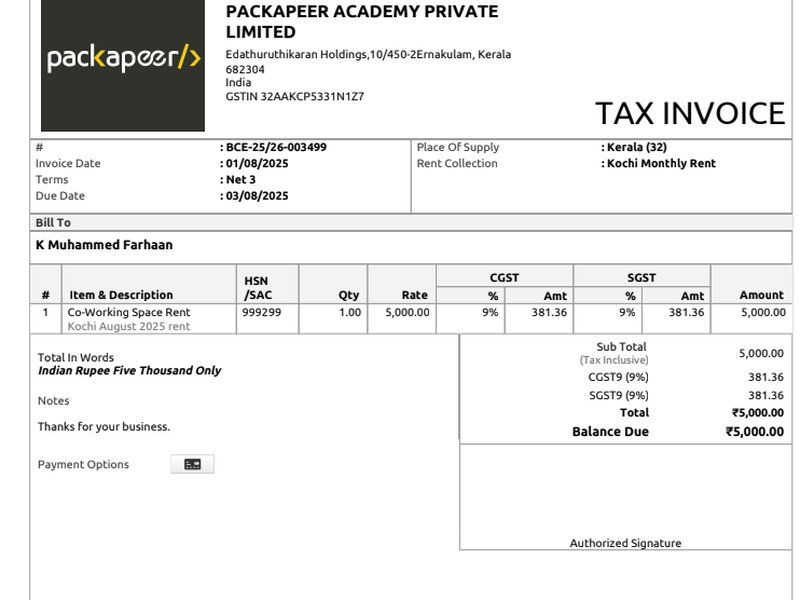 packapeer/>
PACKAPEER ACADEMY PRIVATE
LIMITED
Edathuruthikaran Holdings,10/450-2Ernakulam, Kerala
682304
India
GSTIN 32AAKCP5331N1Z7
TAX INVOICE
# : BCE-25/26-003499
Invoice Date : 01/08/2025
Terms : Net 3
Due Date : 03/08/2025
Place Of Supply : Kerala (32)
Rent Collection : Kochi Monthly Rent
Bill To
K Muhammed Farhaan
# Item & Description HSN /SAC Qty Rate CGST % Amt SGST % Amt Amount
1 Co-Working Space Rent 999299 1.00 5,000.00 9% 381.36 9% 381.36 5,000.00
Kochi August 2025 rent
Total In Words
Indian Rupee Five Thousand Only
Notes
Thanks for your business.
Payment Options
Sub Total 5,000.00
(Tax Inclusive)
CGST9 (9%) 381.36
SGST9 (9%) 381.36
Total ₹5,000.00
Balance Due ₹5,000.00
Authorized Signature